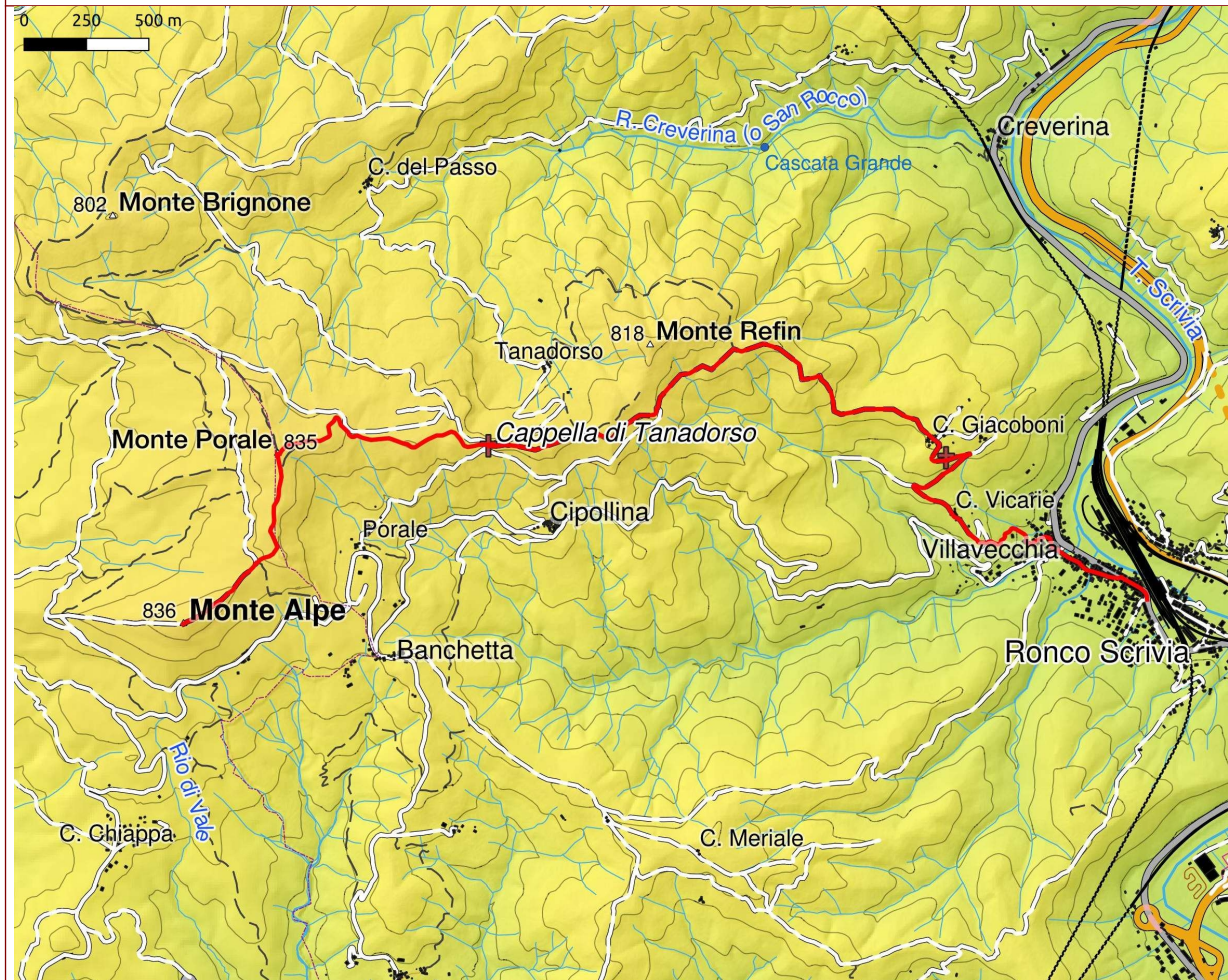 0 250 500 m
R. Creverina (o San Rocco)
Creverina
Cascata Grande
C. del Passo
802 Monte Brignone
T. Scrivia
818 Monte Refin
Tanadorso
Monte Porale 835
Cappella di Tanadorso
C. Giacoboni
C. Vicarie
Cipollina
Porale
Villavecchia
836 Monte Alpe
Banchetta
Ronco Scrivia
Rio di Vale
C. Chiappa
C. Meriale